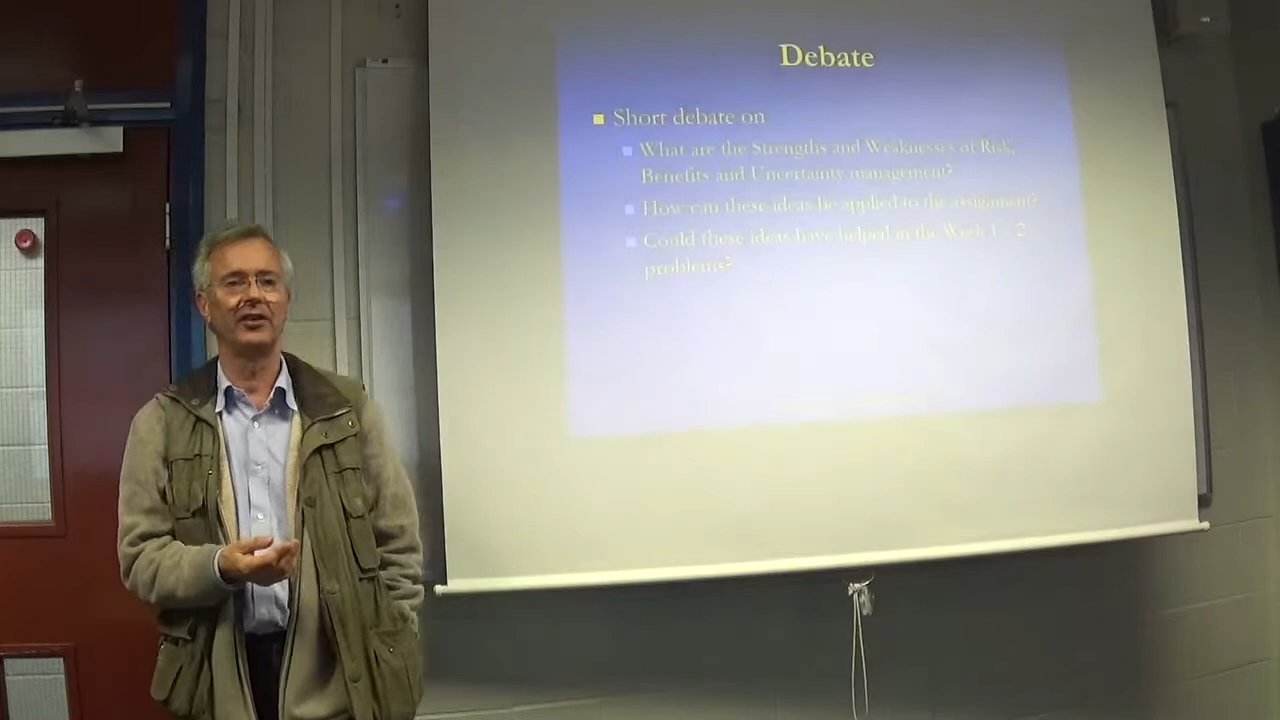 Debate
Short debate on
What are the Strengths and Weaknesses of Risk,
Benefits and Uncertainty management?
How can these ideas be applied to the assignment?
Could these ideas have helped in the Week 1 - 2
problems?